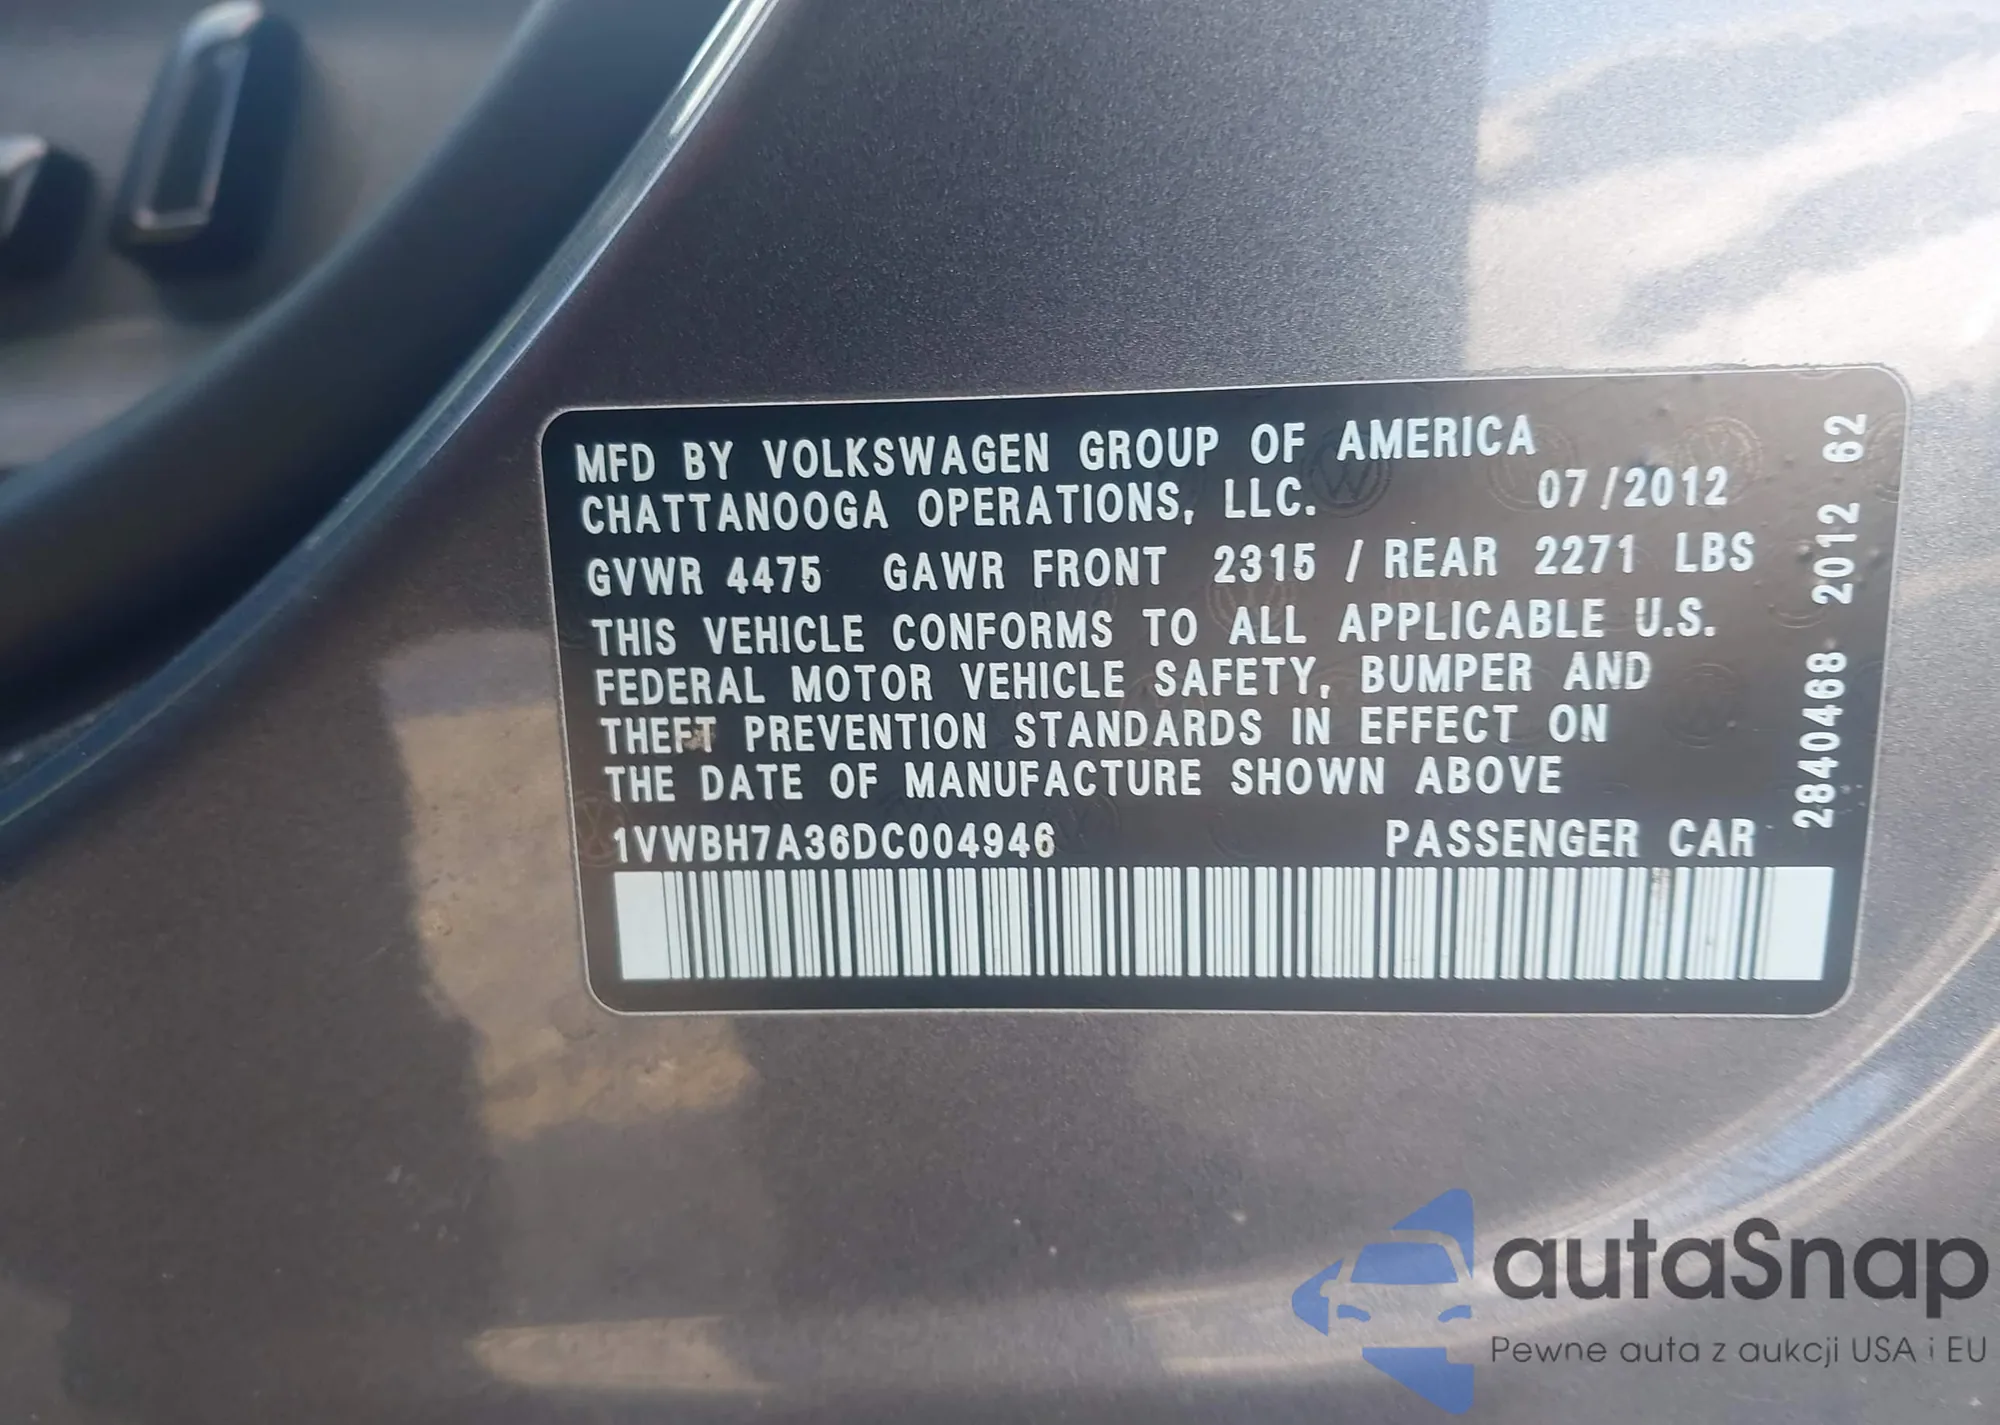 MFD BY VOLKSWAGEN GROUP OF AMERICA
CHATTANOOGA OPERATIONS, LLC. 07/2012
GVWR 4475 GAWR FRONT 2315 / REAR 2271 LBS
THIS VEHICLE CONFORMS TO ALL APPLICABLE U.S.
FEDERAL MOTOR VEHICLE SAFETY, BUMPER AND
THEFT PREVENTION STANDARDS IN EFFECT ON
THE DATE OF MANUFACTURE SHOWN ABOVE
1VWBH7A36DC004946 PASSENGER CAR
2840468 2012 62
autaSnap
Pewne auta z aukcji USA i EU